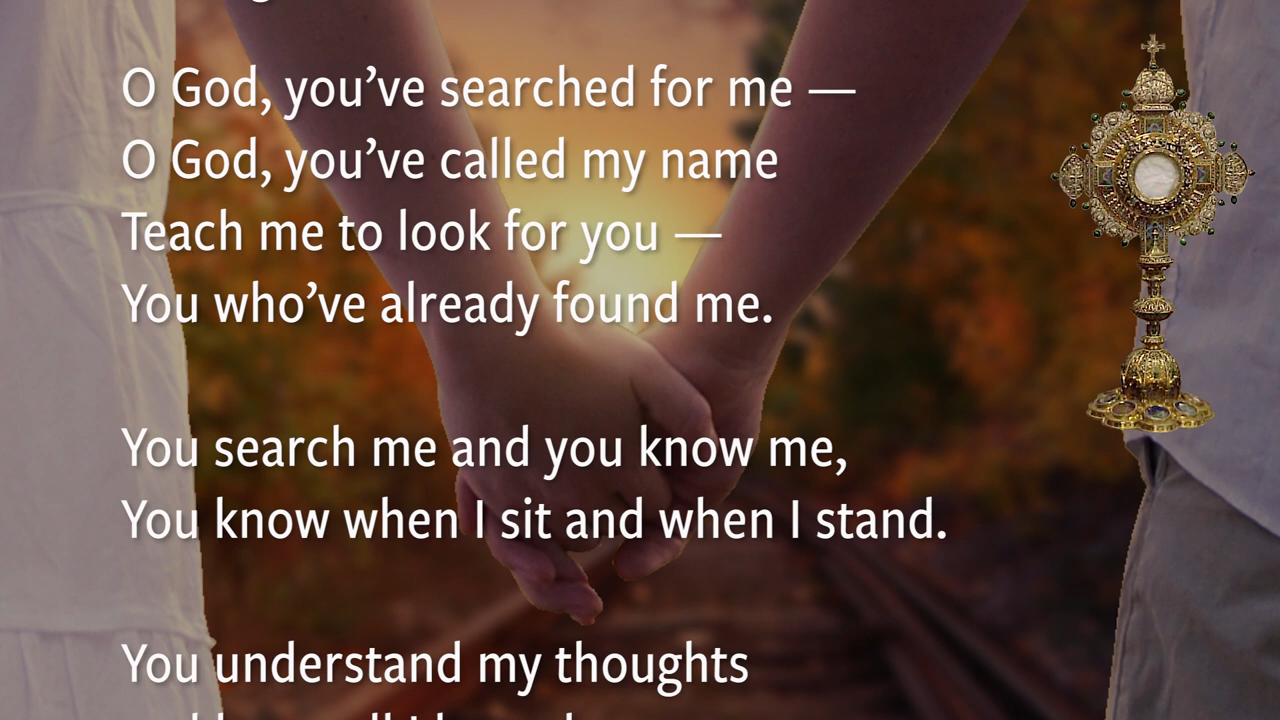 O God, you’ve searched for me —
O God, you’ve called my name
Teach me to look for you —
You who’ve already found me.
You search me and you know me,
You know when I sit and when I stand.
You understand my thoughts